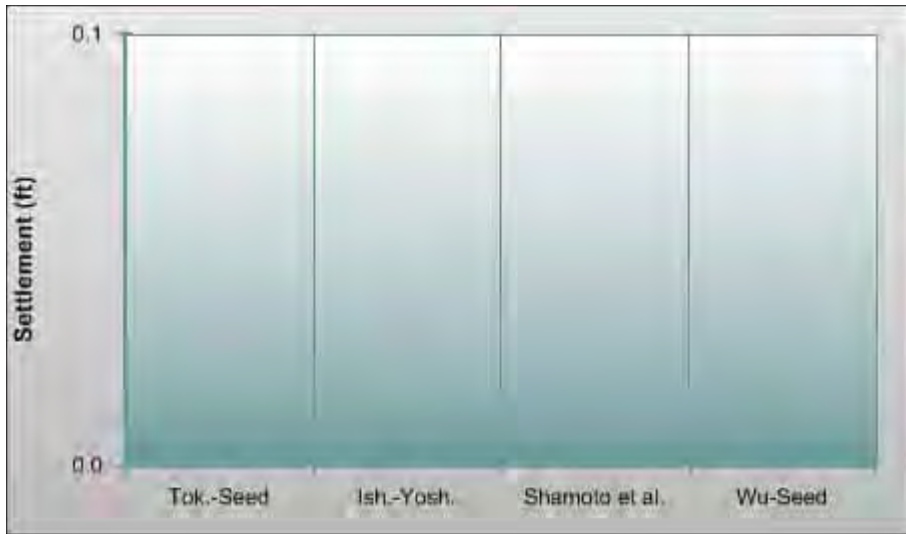 0.1
Settlement (ft)
0.0
Tok.-Seed
Ish.-Yosh.
Shamoto et al.
Wu-Seed